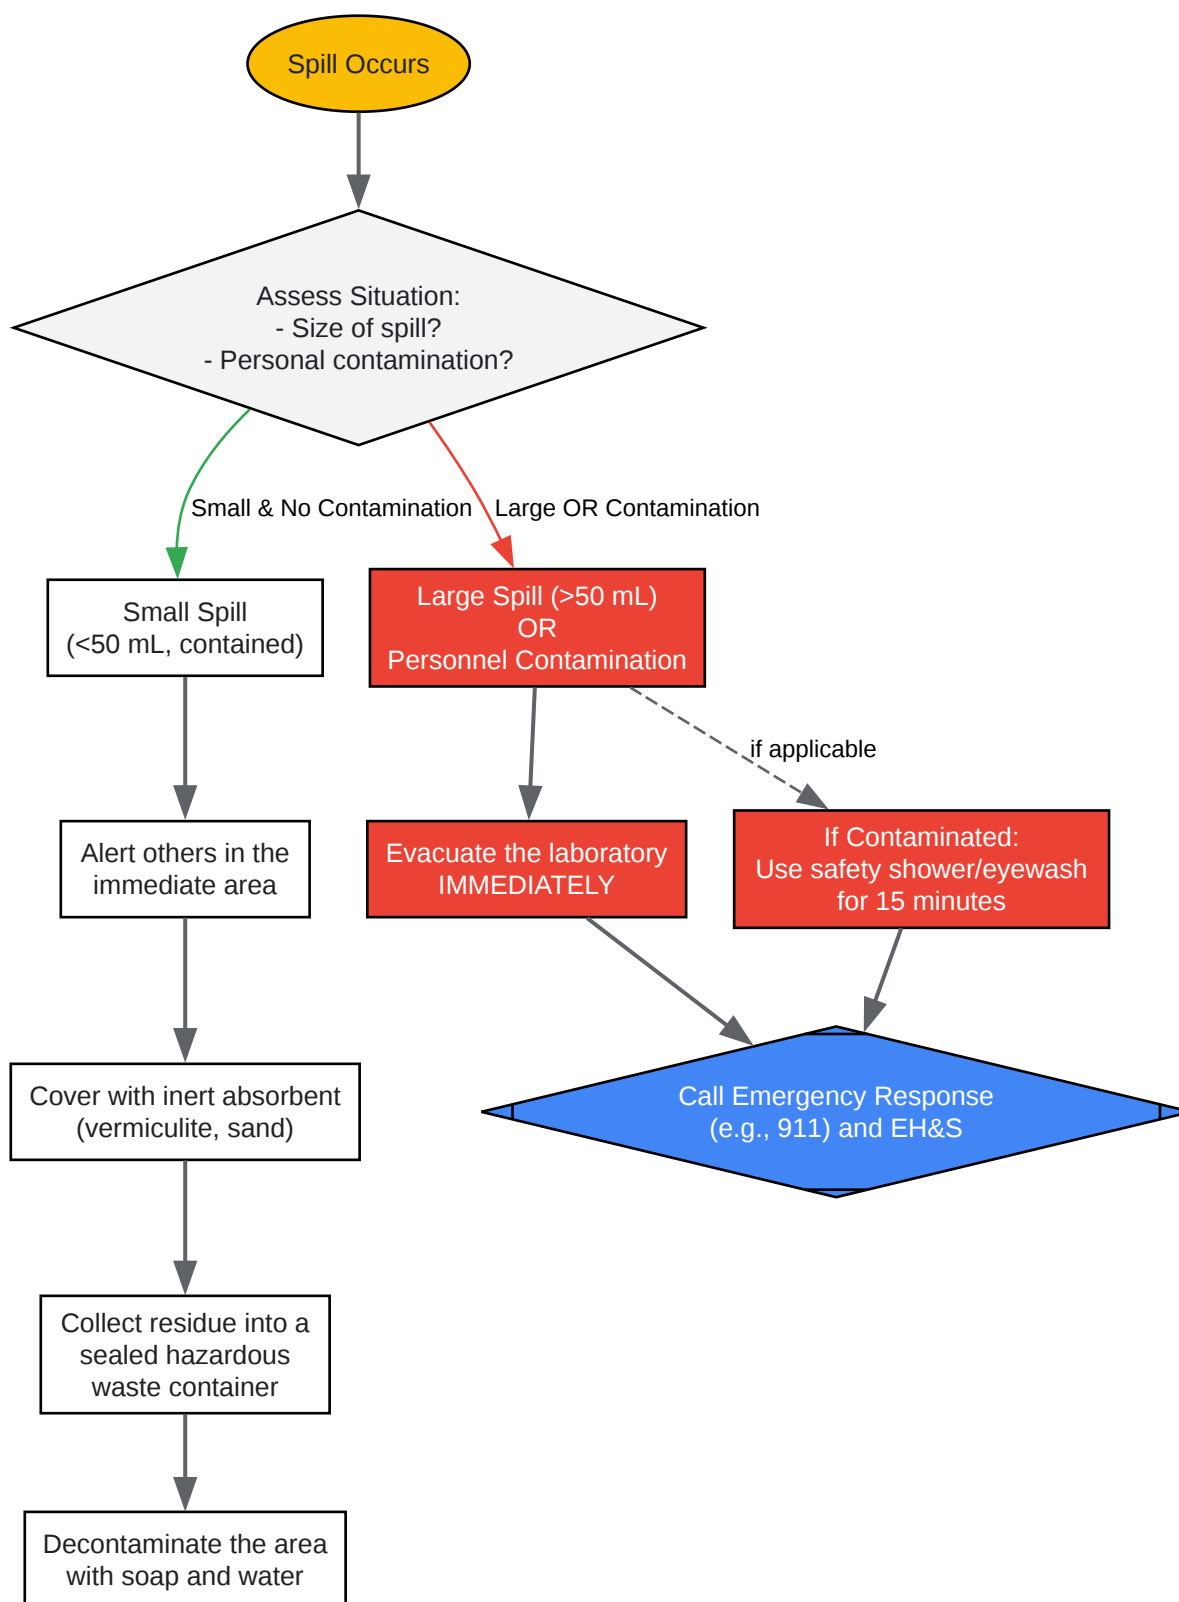 Spill Occurs
Assess Situation:
- Size of spill?
- Personal contamination?
Small & No Contamination
Large OR Contamination
Small Spill
(<50 mL, contained)
Large Spill (>50 mL)
OR
Personnel Contamination
if applicable
Alert others in the
immediate area
Evacuate the laboratory
IMMEDIATELY
If Contaminated:
Use safety shower/eyewash
for 15 minutes
Cover with inert absorbent
(vermiculite, sand)
Call Emergency Response
(e.g., 911) and EH&S
Collect residue into a
sealed hazardous
waste container
Decontaminate the area
with soap and water